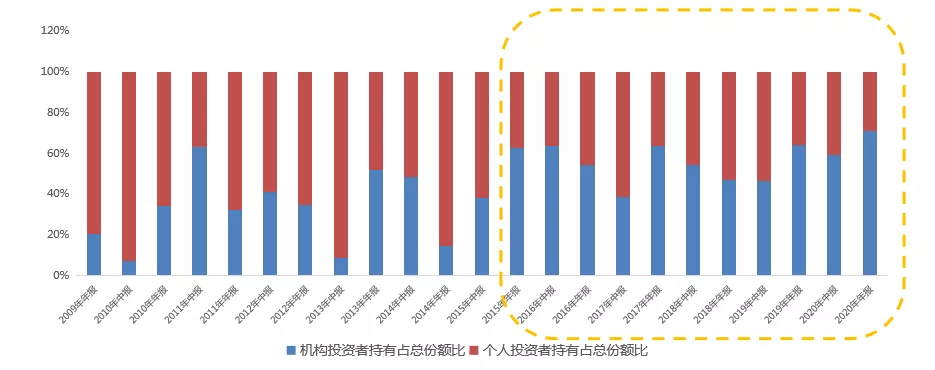 120%
100%
80%
60%
40%
20%
0%
2009年年报
2010年中报
2010年年报
2011年中报
2011年年报
2012年中报
2012年年报
2013年中报
2013年年报
2014年中报
2014年年报
2015年中报
2015年年报
2016年中报
2016年年报
2017年中报
2017年年报
2018年中报
2018年年报
2019年中报
2019年年报
2020年中报
2020年年报
机构投资者持有占总份额比 个人投资者持有占总份额比